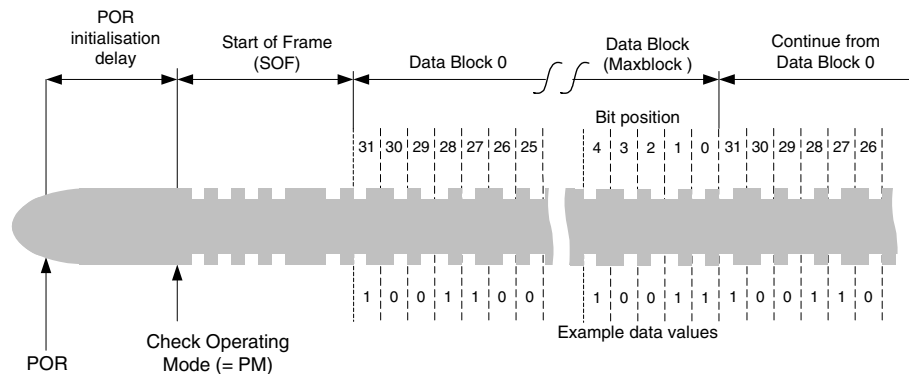 POR
initialisation
delay
Start of Frame
(SOF)
Data Block 0
Data Block
(Maxblock )
Continue from
Data Block 0
Bit position
31 30 29 28 27 26 25 4 3 2 1 0 31 30 29 28 27 26
1 0 0 1 1 0 0 1 0 0 1 1 1 0 0 1 1 0
Example data values
POR
Check Operating
Mode (= PM)